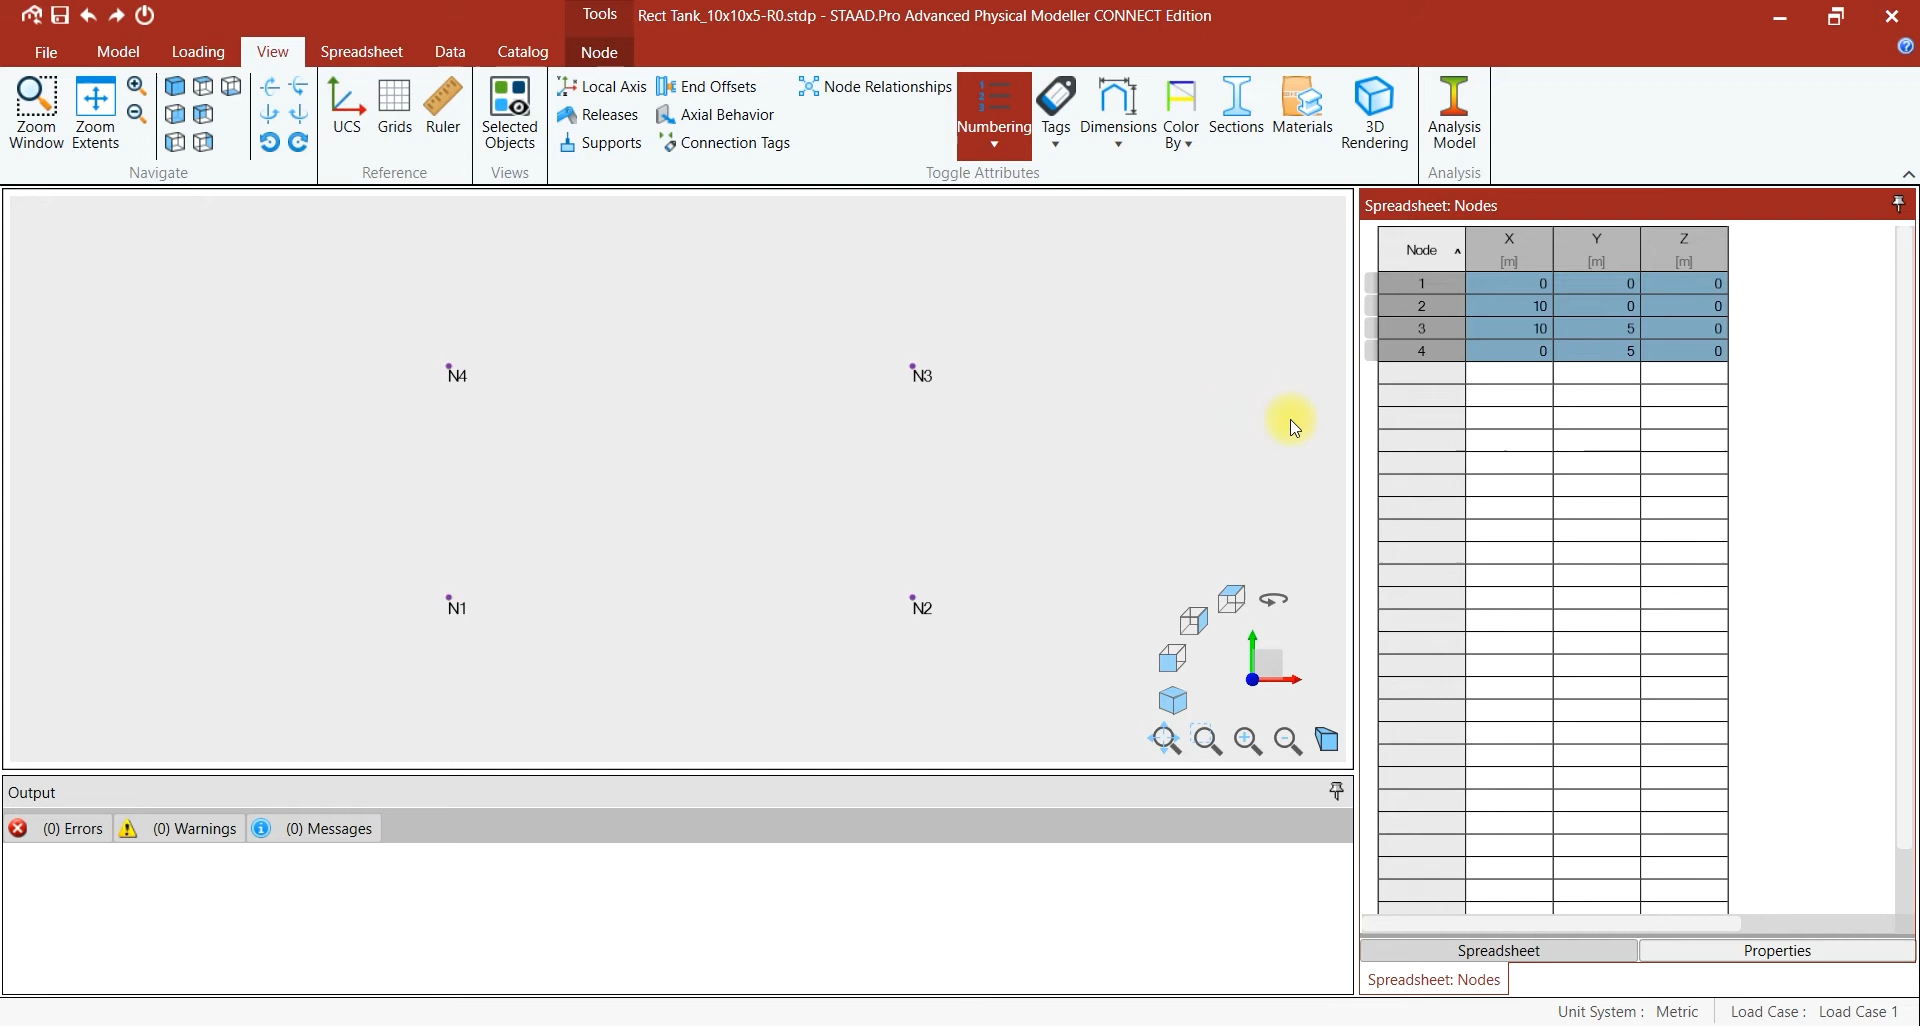 Tools
Rect Tank_10x10x5-R0.stdp - STAAD.Pro Advanced Physical Modeller CONNECT Edition
File Model Loading View Spreadsheet Data Catalog Node
Zoom Window
Zoom Extents
Navigate
UCS Grids Ruler
Reference
Selected Objects
Views
Local Axis End Offsets Node Relationships
Releases Axial Behavior
Supports Connection Tags
Numbering Tags Dimensions Color By Sections Materials 3D Rendering
Toggle Attributes
Analysis Model
Analysis
N4 N3
N1 N2
Spreadsheet: Nodes
Node X Y Z
[m] [m] [m]
1 0 0 0
2 10 0 0
3 10 5 0
4 0 5 0
Output
(0) Errors (0) Warnings (0) Messages
Spreadsheet Properties
Spreadsheet: Nodes
Unit System : Metric Load Case : Load Case 1